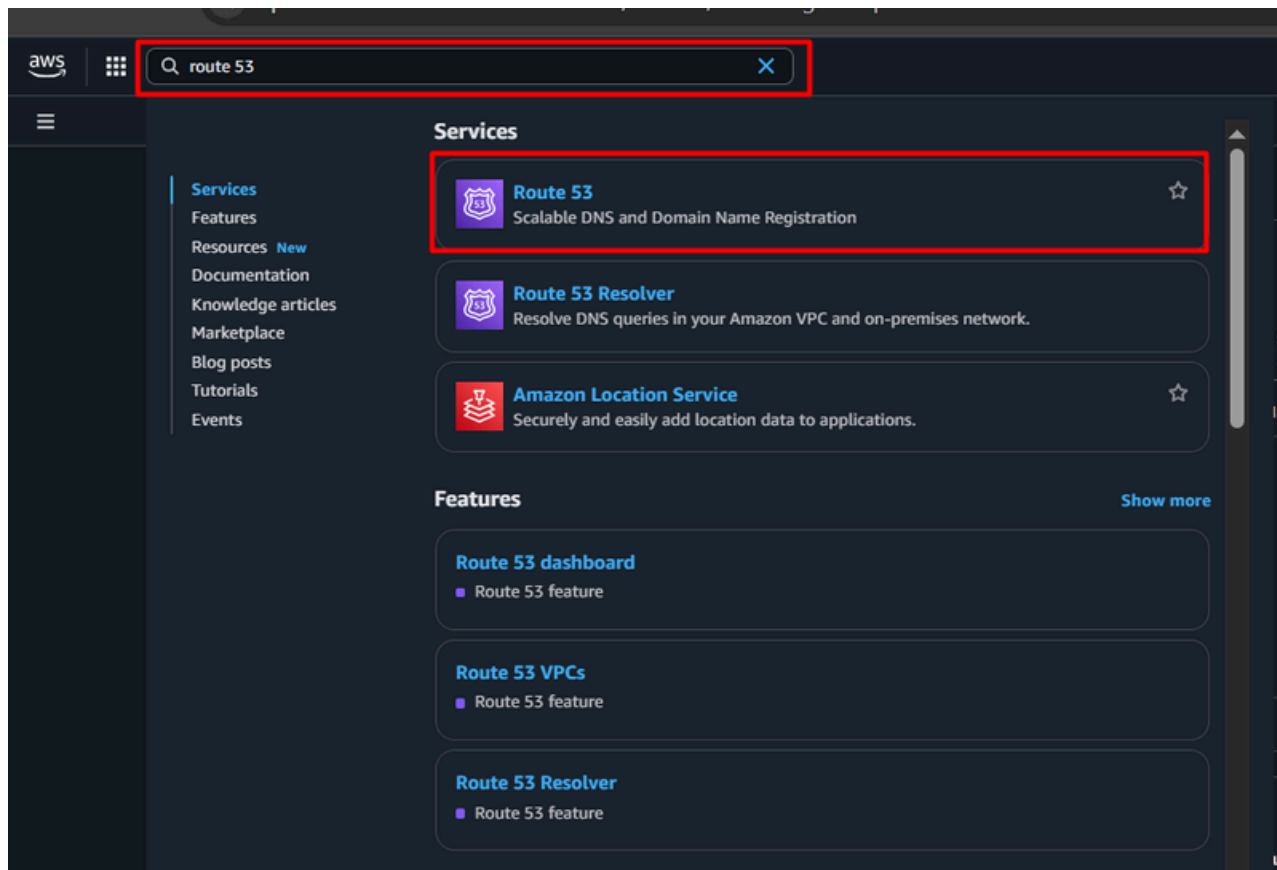 aws
route 53
Services
Services
Features
Resources New
Documentation
Knowledge articles
Marketplace
Blog posts
Tutorials
Events
Route 53
Scalable DNS and Domain Name Registration
Route 53 Resolver
Resolve DNS queries in your Amazon VPC and on-premises network.
Amazon Location Service
Securely and easily add location data to applications.
Features
Show more
Route 53 dashboard
Route 53 feature
Route 53 VPCs
Route 53 feature
Route 53 Resolver
Route 53 feature